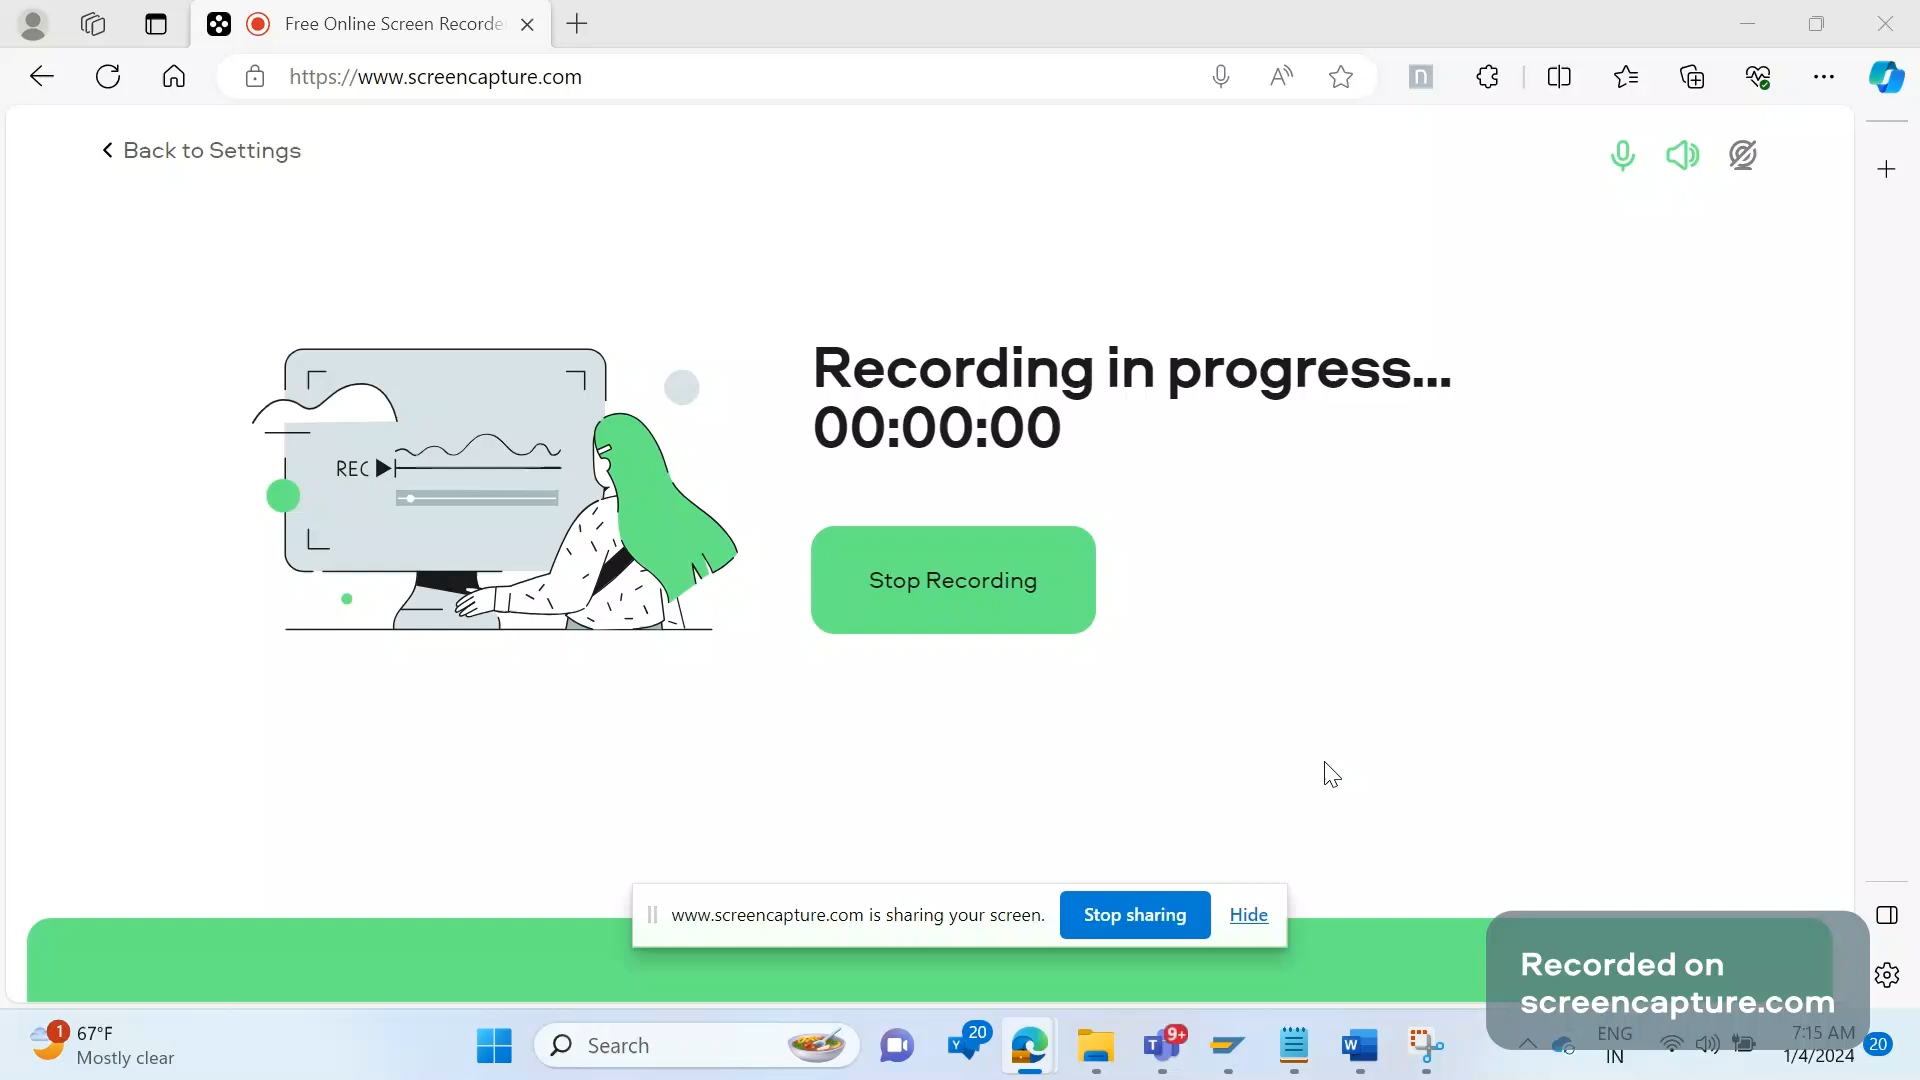 Free Online Screen Recorde
https://www.screencapture.com
n
Back to Settings
Recording in progress...
00:00:00
REC
Stop Recording
www.screencapture.com is sharing your screen.
Stop sharing
Hide
Recorded on
screencapture.com
1
67°F
Mostly clear
Search
Y
20
T
9+
W
ENG
IN
7:15 AM
1/4/2024
20